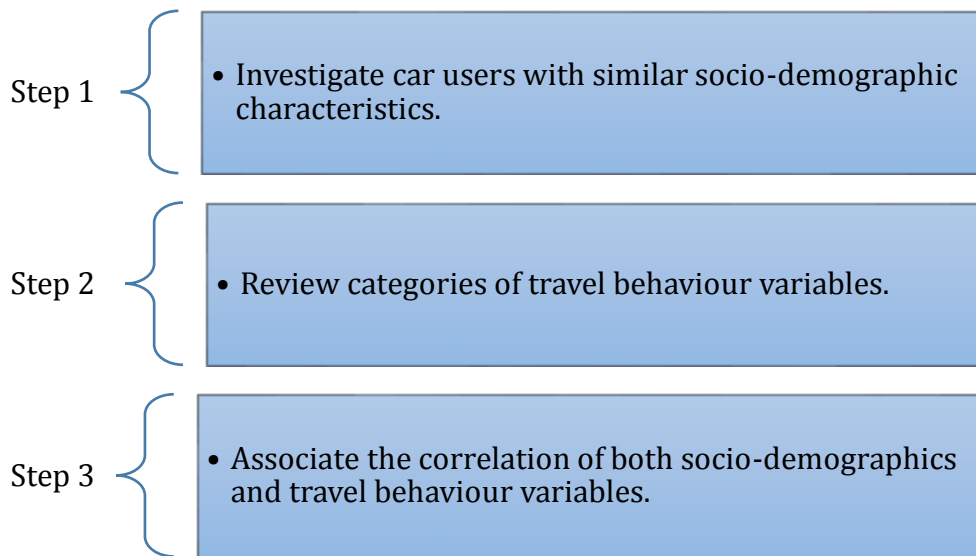 Step 1
• Investigate car users with similar socio-demographic
characteristics.
Step 2
• Review categories of travel behaviour variables.
Step 3
• Associate the correlation of both socio-demographics
and travel behaviour variables.